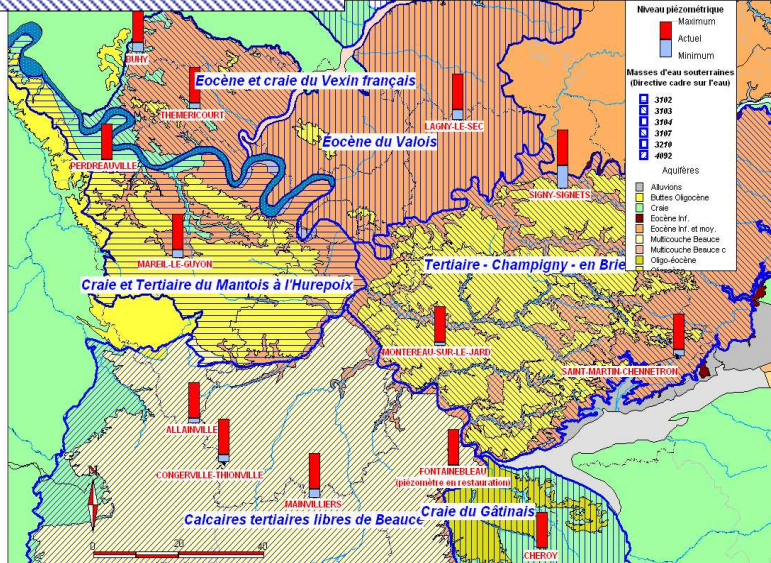 Niveau piézométrique
Maximum
Actuel
Minimum
Masses d'eau souterraines
(Directive cadre sur l'eau)
3102
3103
3104
3107
3210
4092
Aquifères
Alluvions
Buttes Oligocène
Craie
Eocène Inf.
Eocène Inf. et moy.
Multicouche Beauce
Multicouche Beauce c
Oligo-éocène
BUHY
Eocène et craie du Vexin français
THEMERICOURT
LAGNY-LE-SEC
Eocène du Valois
PERDREAUVILLE
SIGNY-SIGNETS
MAREIL-LE-GUYON
Tertiaire - Champigny - en Brie
Craie et Tertiaire du Mantois à l'Hurepoix
MONTEREAU-SUR-LE-JARD
SAINT-MARTIN-CHENNETRON
ALLAINVILLE
CONGERVILLE-THIONVILLE
FONTAINEBLEAU
(piézomètre en restauration)
MAINVILLIERS
Calcaires tertiaires libres de Beauce
Craie du Gâtinais
CHEROY
N
0
20
40